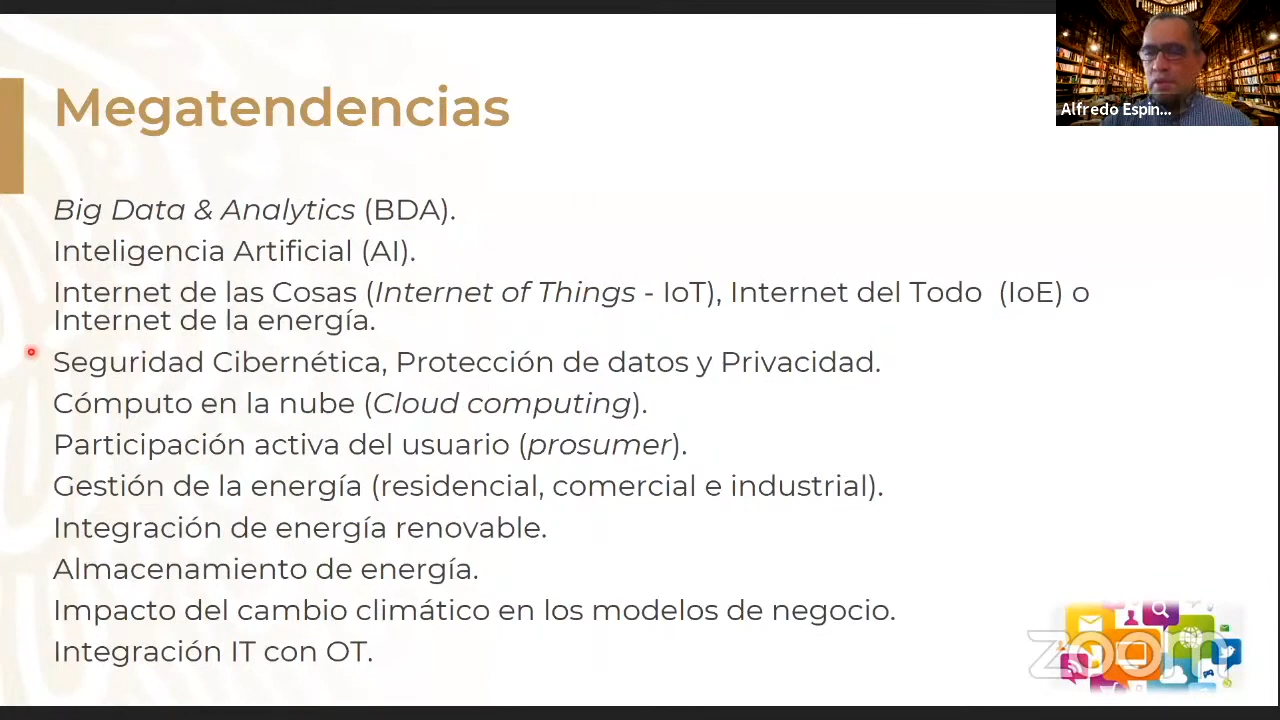 Megatendencias
Alfredo Espin...
Big Data & Analytics (BDA).
Inteligencia Artificial (AI).
Internet de las Cosas (Internet of Things - IoT), Internet del Todo  (IoE) o
Internet de la energía.
Seguridad Cibernética, Protección de datos y Privacidad.
Cómputo en la nube (Cloud computing).
Participación activa del usuario (prosumer).
Gestión de la energía (residencial, comercial e industrial).
Integración de energía renovable.
Almacenamiento de energía.
Impacto del cambio climático en los modelos de negocio.
Integración IT con OT.
zoom